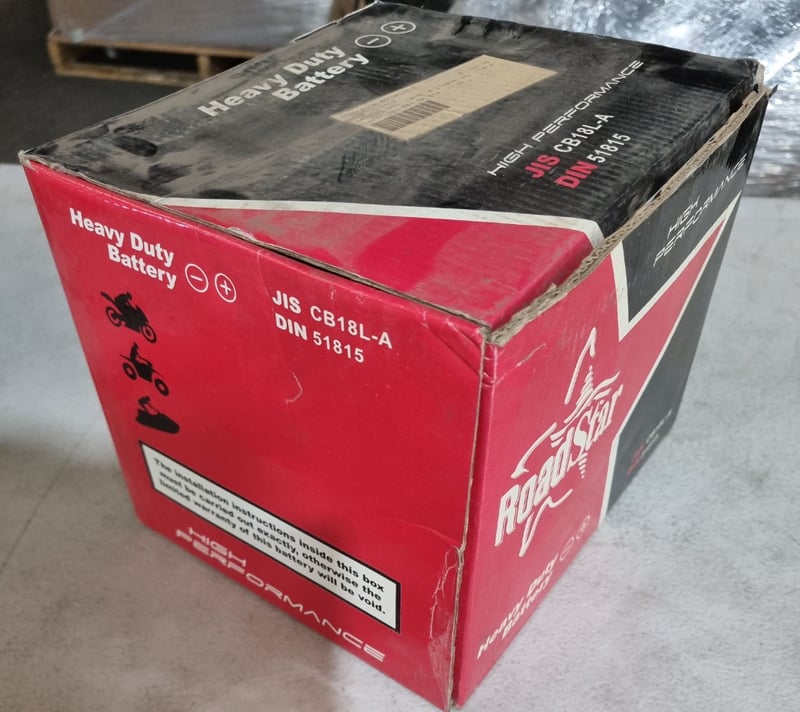 Heavy Duty
Battery
HIGH PERFORMANCE
JIS CB18L-A
DIN 51815
Heavy Duty
Battery
JIS CB18L-A
DIN 51815
The installation instructions inside this box
must be carried out exactly, otherwise the
limited warranty of this battery will be void.
HIGH
PERFORMANCE
HIGH
PERFORMANCE
RoadStar
Heavy Duty
Battery